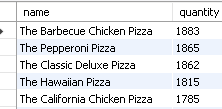 name quantity
The Barbecue Chicken Pizza 1883
The Pepperoni Pizza 1865
The Classic Deluxe Pizza 1862
The Hawaiian Pizza 1815
The California Chicken Pizza 1785